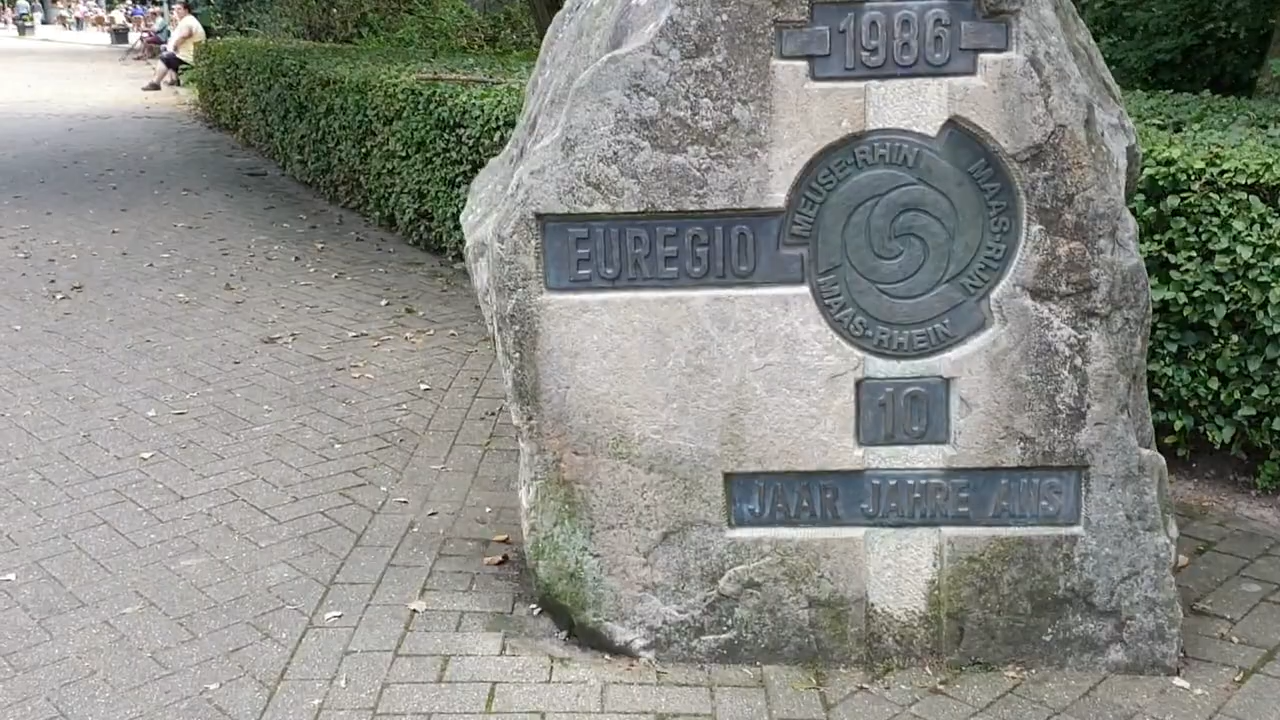 1986
EUREGIO
MEUSE-RHIN
MAAS-RIJN
MAAS-RHEIN
10
JAAR JAHRE ANS